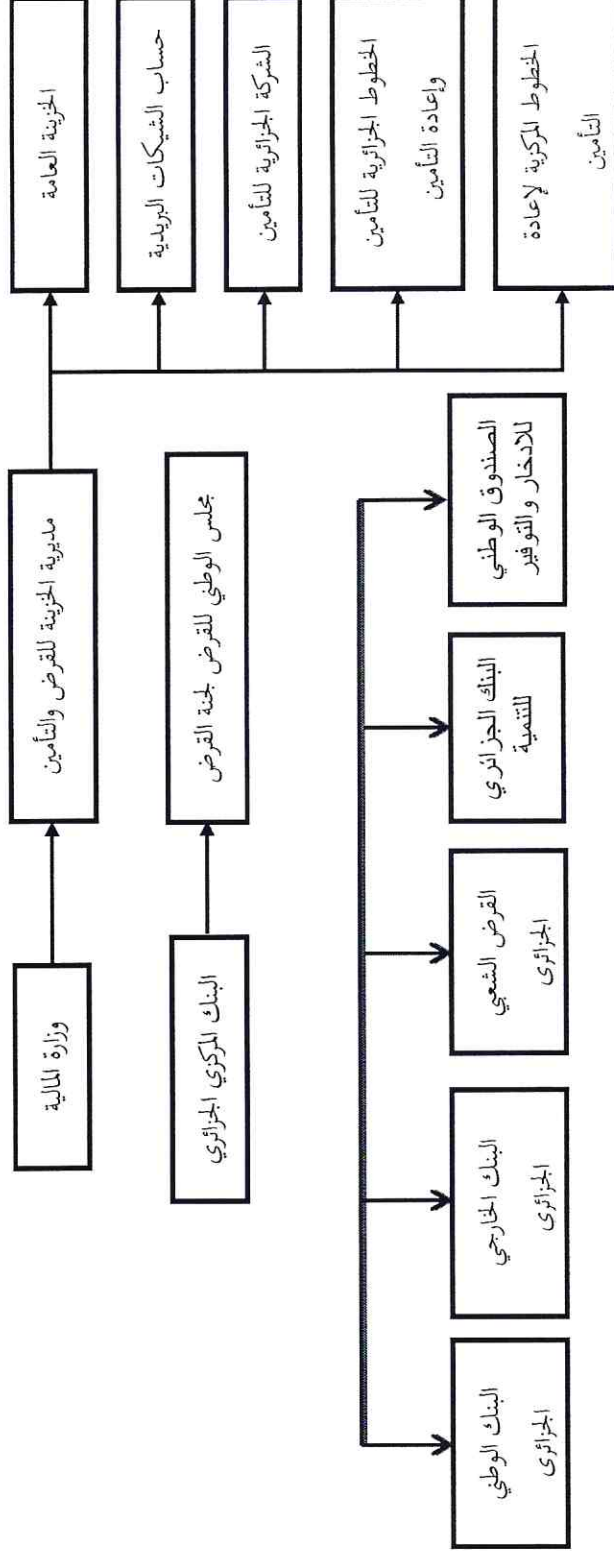 وزارة المالية
مديرية الخزينة للقرض والتأمين
الخزينة العامة
حساب الشيكات البريدية
الشركة الجزائرية للتأمين
الخطوط الجزائرية للتأمين
وإعادة التأمين
الخطوط المركزية لإعادة
التأمين
البنك المركزي الجزائري
مجلس الوطني للقرض لجنة القرض
الصندوق الوطني
للادخار والتوفير
البنك الجزائري
للتنمية
القرض الشعبي
الجزائري
البنك الخارجي
الجزائري
البنك الوطني
الجزائري